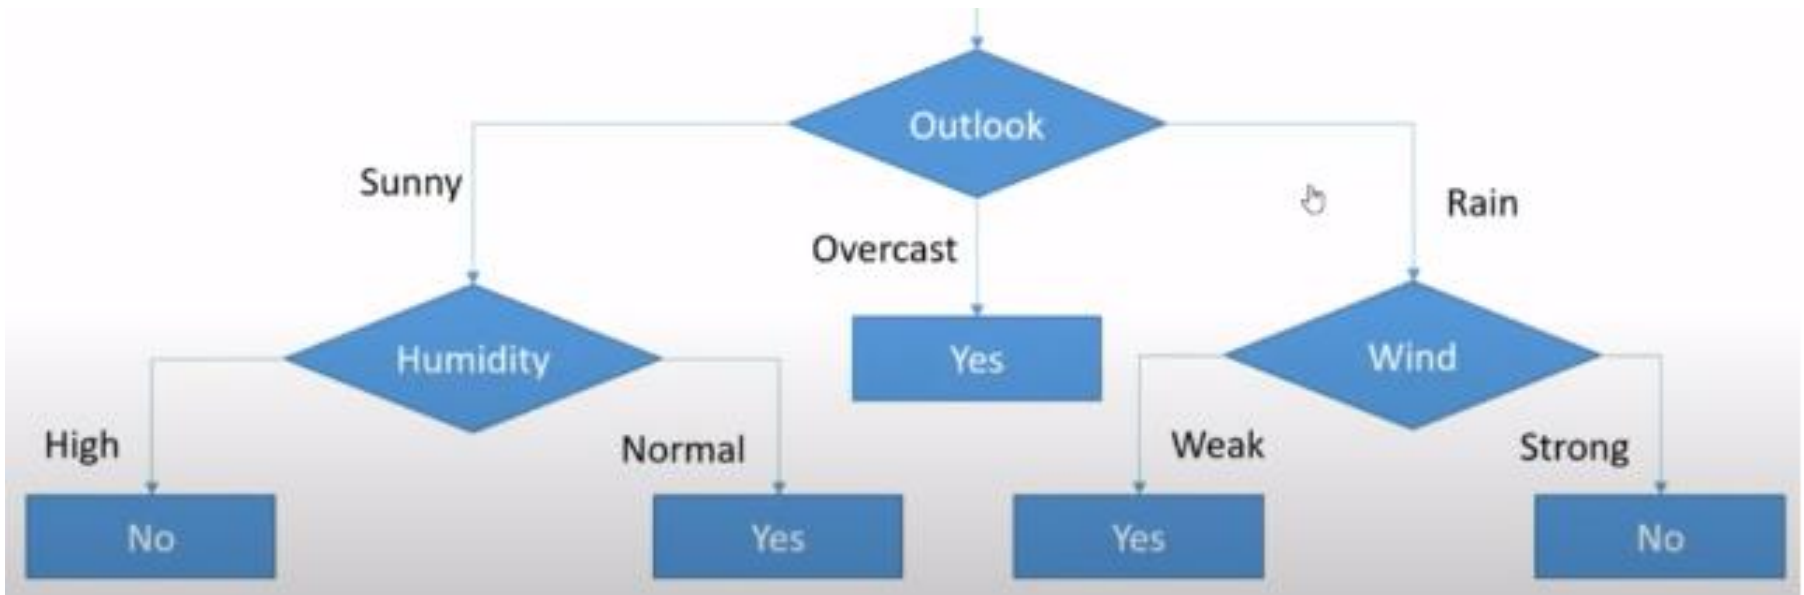 Outlook
Sunny
Rain
Overcast
Humidity
Yes
Wind
High
Normal
Weak
Strong
No
Yes
Yes
No